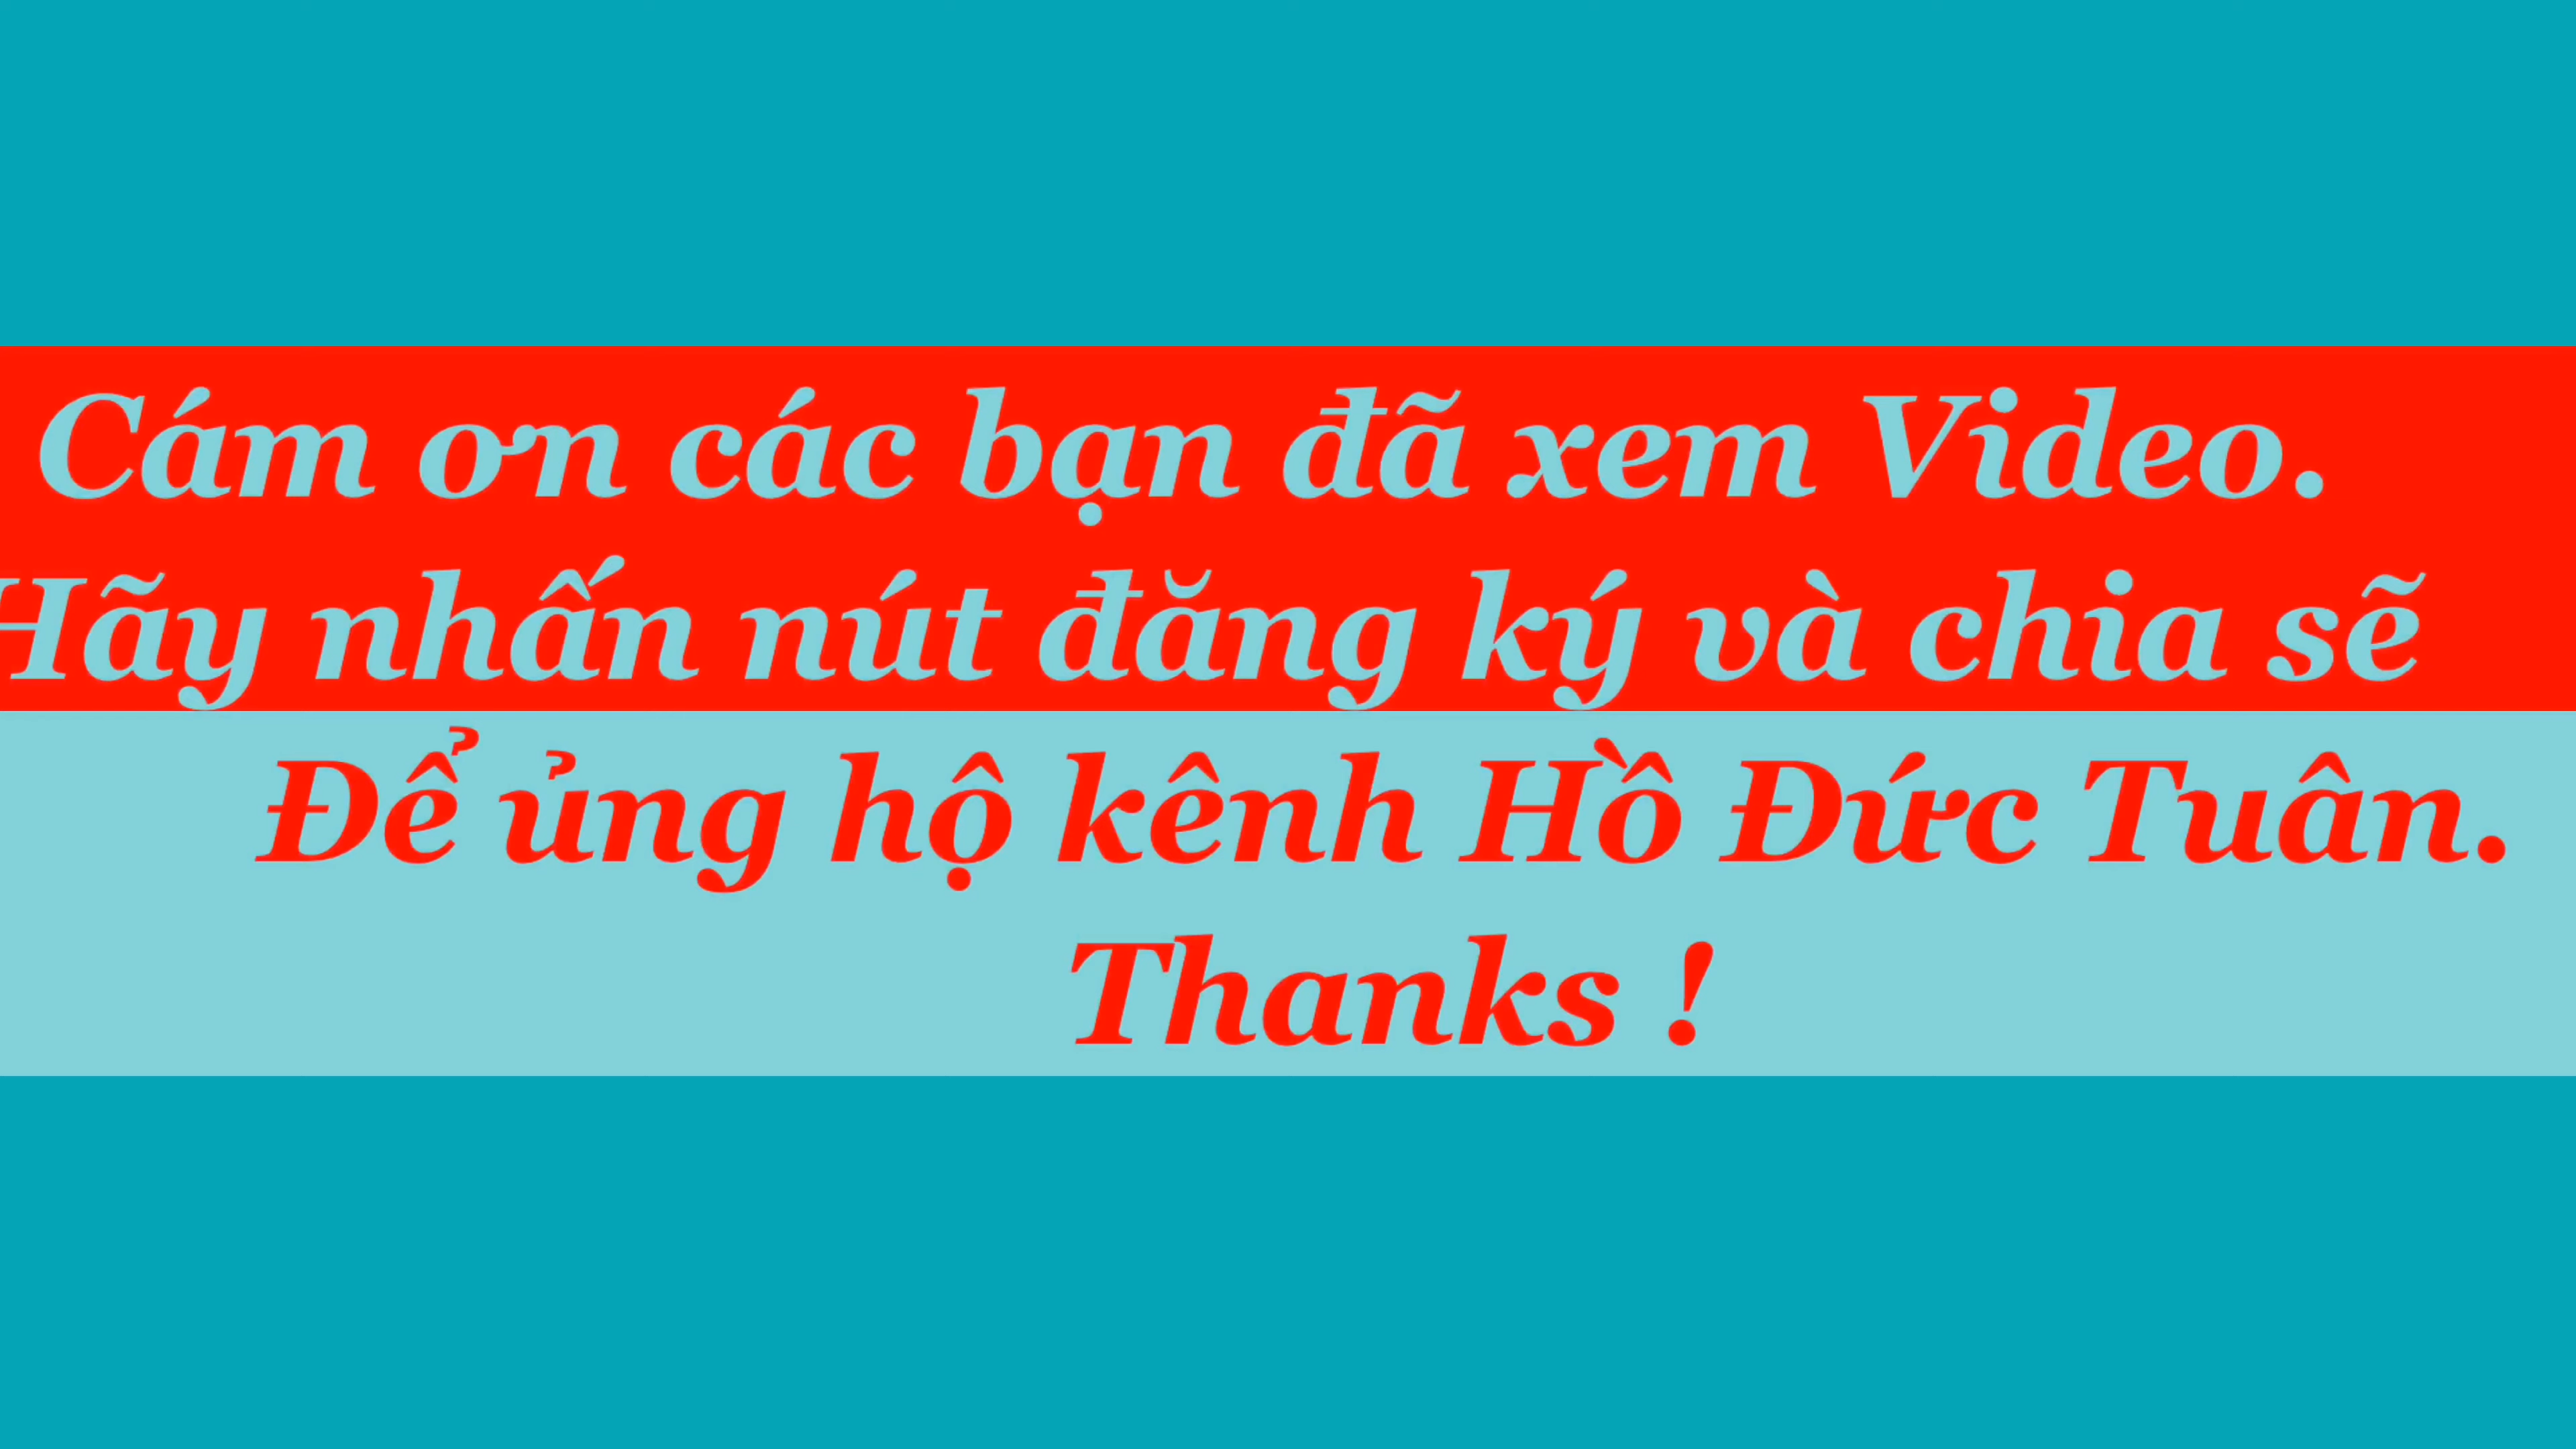 Cám ơn các bạn đã xem Video.
Hãy nhấn nút đăng ký và chia sẽ
Để ủng hộ kênh Hồ Đức Tuân.
Thanks !